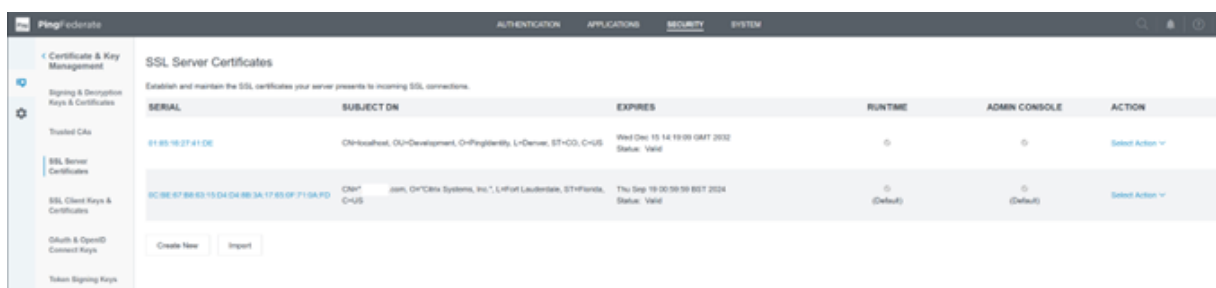 Ping PingFederate AUTHENTICATION APPLICATIONS SECURITY SYSTEM
< Certificate & Key
Management
SSL Server Certificates
Establish and maintain the SSL certificates your server presents to incoming SSL connections.
Signing & Decryption
Keys & Certificates
SERIAL SUBJECT DN EXPIRES RUNTIME ADMIN CONSOLE ACTION
Trusted CAs
01:85:16:27:41:DE CN=localhost, OU=Development, O=PingIdentity, L=Denver, ST=CO, C=US Wed Dec 15 14:19:09 GMT 2032 Select Action
Status: Valid
SSL Server
Certificates
CN=* .com, O="Citrix Systems, Inc.", L=Fort Lauderdale, ST=Florida, Thu Sep 19 00:59:59 BST 2024 Select Action
C=US Status: Valid (Default) (Default)
SSL Client Keys &
Certificates
OAuth & OpenID
Connect Keys
Create New Import
Token Signing Keys